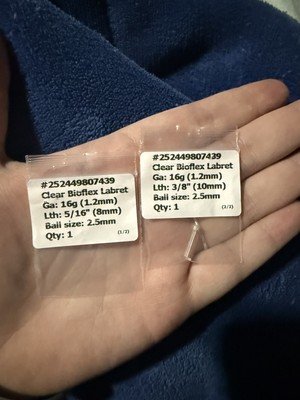 #252449807439
Clear Bioflex Labret
Ga: 16g (1.2mm)
Lth: 5/16" (8mm)
Ball size: 2.5mm
Qty: 1
(1/2)
#252449807439
Clear Bioflex Labret
Ga: 16g (1.2mm)
Lth: 3/8" (10mm)
Ball size: 2.5mm
Qty: 1
(2/2)